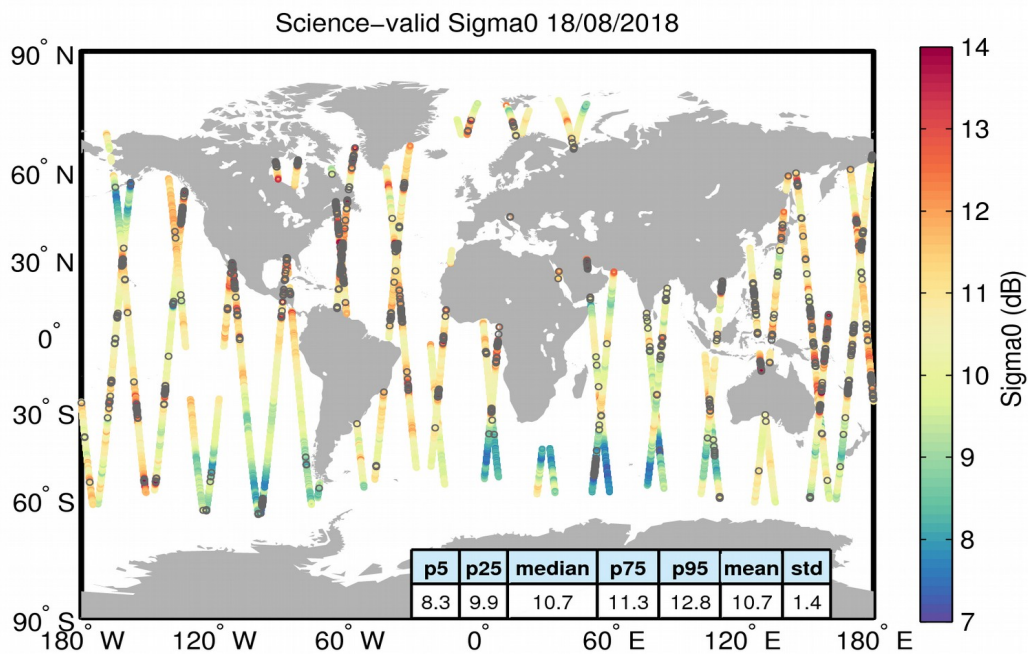 Science−valid Sigma0 18/08/2018
90° N
60° N
30° N
0°
30° S
60° S
90° S
180° W
120° W
60° W
0°
60° E
120° E
180° E
p5 p25 median p75 p95 mean std
8.3 9.9 10.7 11.3 12.8 10.7 1.4
14
13
12
11
10
9
8
7
Sigma0 (dB)